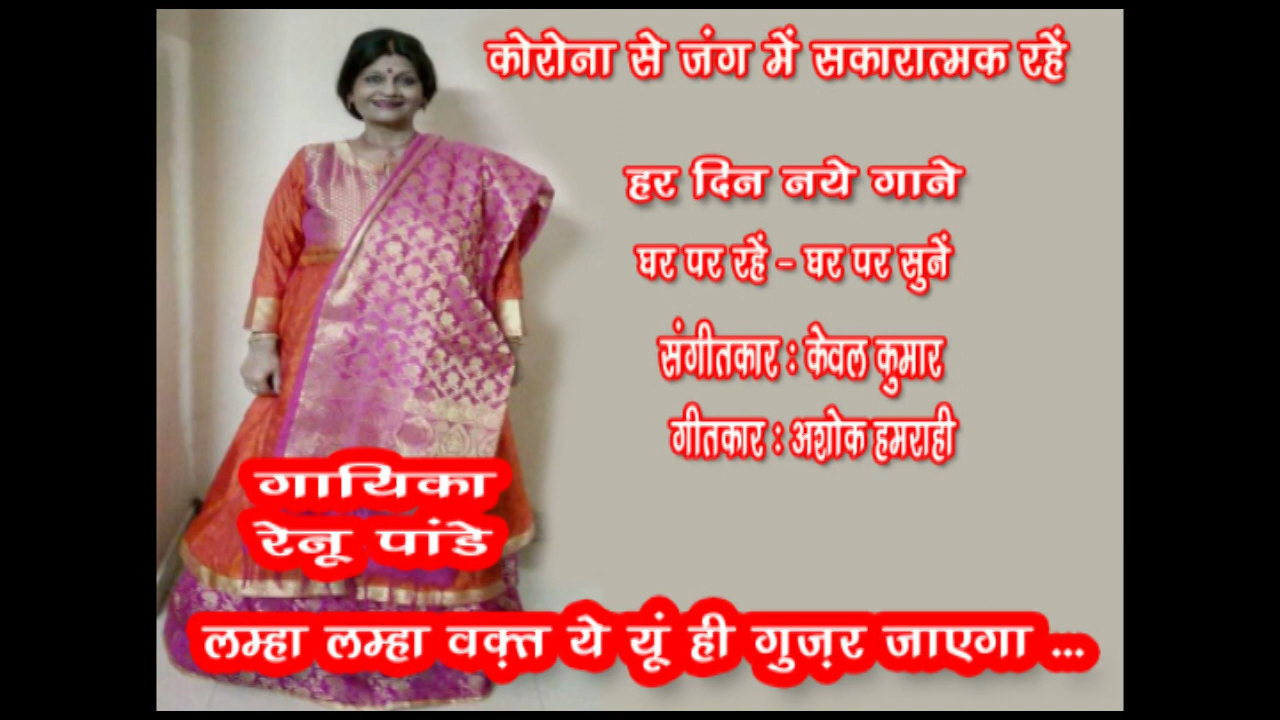 कोरोना से जंग में सकारात्मक रहें
हर दिन नये गाने
घर पर रहें - घर पर सुनें
संगीतकार : केवल कुमार
गीतकार : अशोक हमराही
गायिका
रेनू पांडे
लम्हा लम्हा वक़्त ये यूं ही गुज़र जाएगा ...